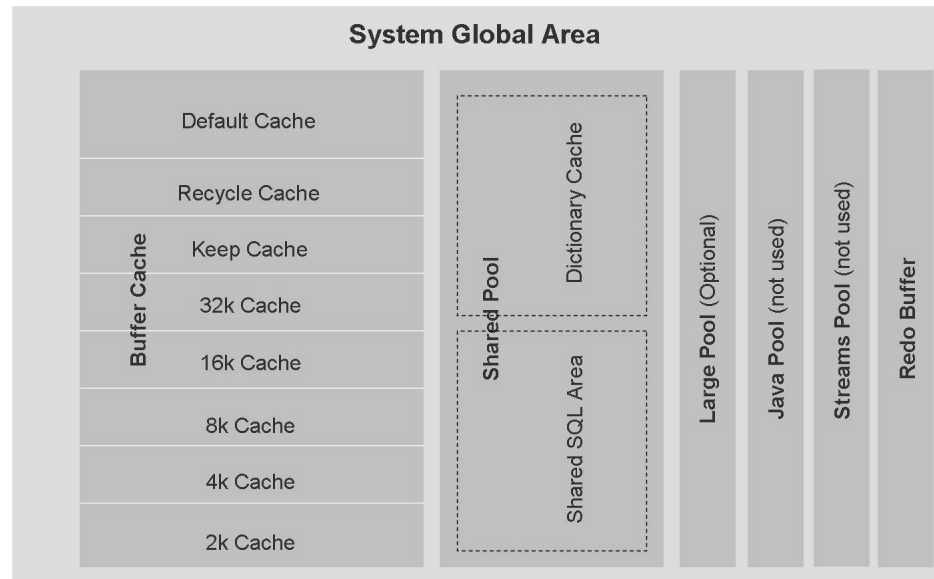 System Global Area
Buffer Cache
Default Cache
Recycle Cache
Keep Cache
32k Cache
16k Cache
8k Cache
4k Cache
2k Cache
Shared Pool
Dictionary Cache
Shared SQL Area
Large Pool (Optional)
Java Pool (not used)
Streams Pool (not used)
Redo Buffer